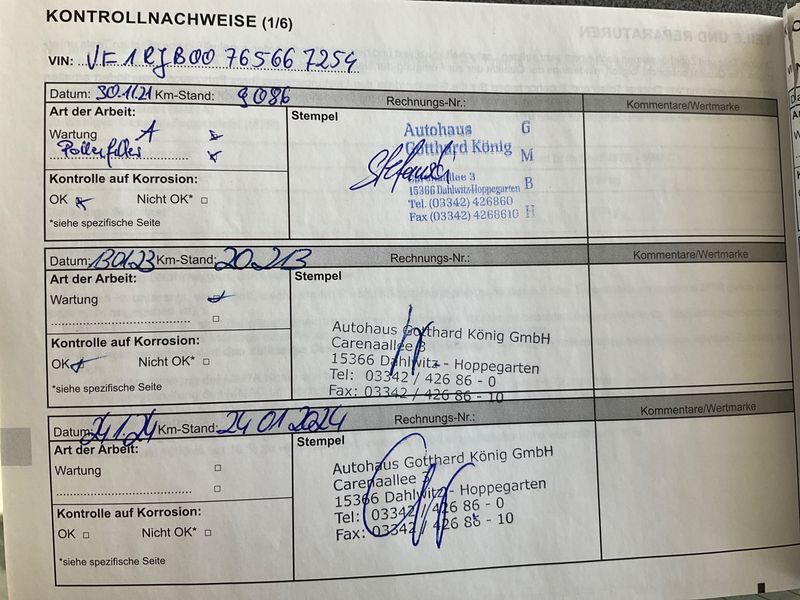 KONTROLLNACHWEISE (1/6)
VIN: VF1RJB00765667254
Datum: 30.11.21 Km-Stand: 9086 Rechnungs-Nr.: Kommentare/Wertmarke
Art der Arbeit: Stempel
Wartung A
Pollenfilter
Autohaus G
Gotthard König
M
Carenaallee 3
15366 Dahlwitz-Hoppegarten B
Tel. (03342) 426860
Fax (03342) 4268610 H
Kontrolle auf Korrosion:
OK Nicht OK* □
*siehe spezifische Seite
Datum: 13.01.23 Km-Stand: 20.213 Rechnungs-Nr.: Kommentare/Wertmarke
Art der Arbeit: Stempel
Wartung
□
Autohaus Gotthard König GmbH
Carenaallee 3
15366 Dahlwitz - Hoppegarten
Tel: 03342 / 426 86 - 0
Fax: 03342 / 426 86 - 10
Kontrolle auf Korrosion:
OK Nicht OK* □
*siehe spezifische Seite
Datum: 24.1.24 Km-Stand: 24.01.2024 Rechnungs-Nr.: Kommentare/Wertmarke
Art der Arbeit: Stempel
Wartung □
□
Autohaus Gotthard König GmbH
Carenaallee 3
15366 Dahlwitz - Hoppegarten
Tel: 03342 / 426 86 - 0
Fax: 03342 / 426 86 - 10
Kontrolle auf Korrosion:
OK □ Nicht OK* □
*siehe spezifische Seite